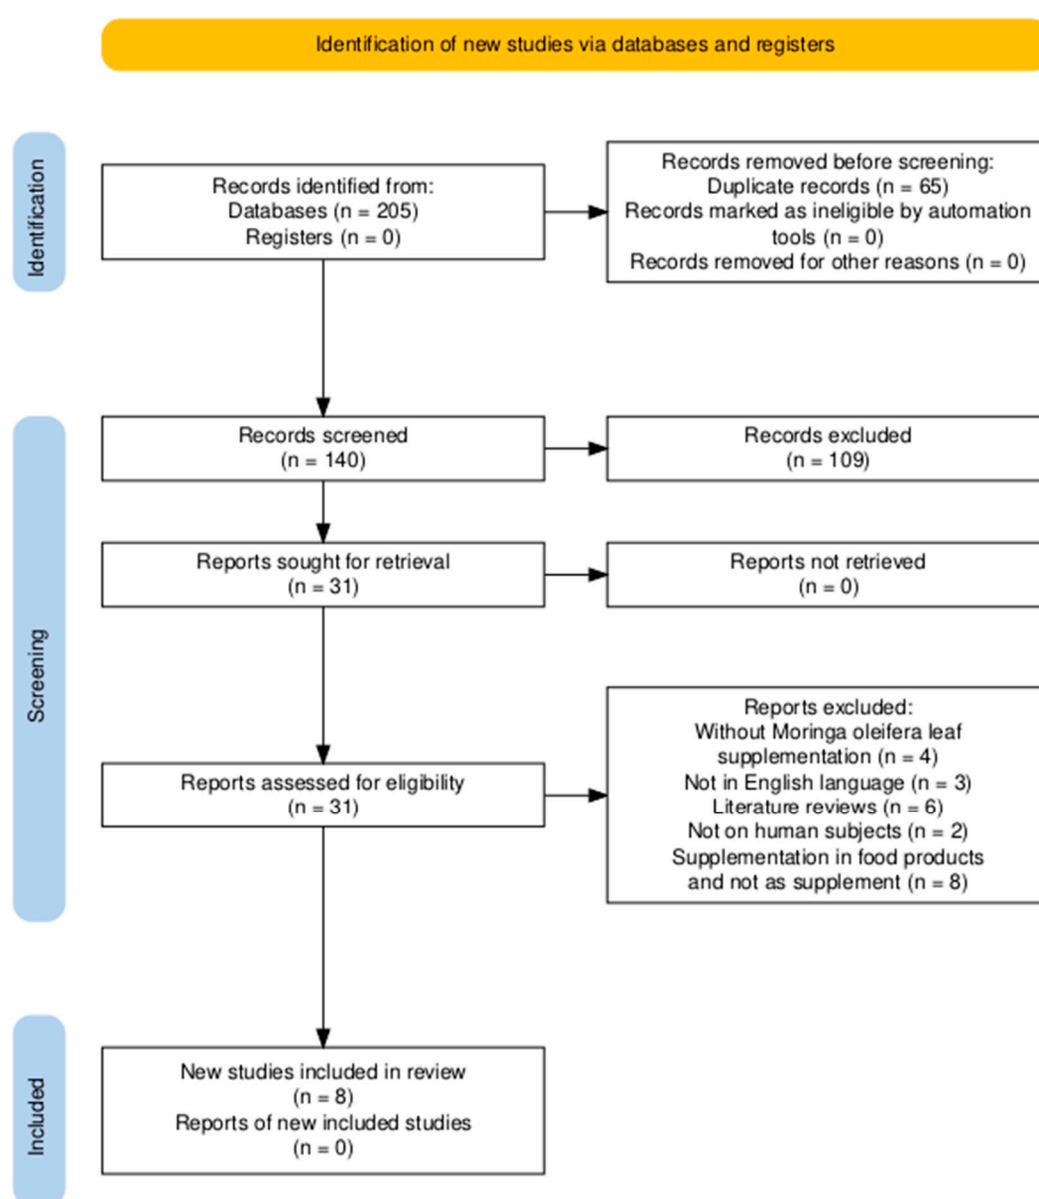 Identification of new studies via databases and registers
Identification
Records identified from:
Databases (n = 205)
Registers (n = 0)
Records removed before screening:
Duplicate records (n = 65)
Records marked as ineligible by automation
tools (n = 0)
Records removed for other reasons (n = 0)
Screening
Records screened
(n = 140)
Records excluded
(n = 109)
Reports sought for retrieval
(n = 31)
Reports not retrieved
(n = 0)
Reports assessed for eligibility
(n = 31)
Reports excluded:
Without Moringa oleifera leaf
supplementation (n = 4)
Not in English language (n = 3)
Literature reviews (n = 6)
Not on human subjects (n = 2)
Supplementation in food products
and not as supplement (n = 8)
Included
New studies included in review
(n = 8)
Reports of new included studies
(n = 0)